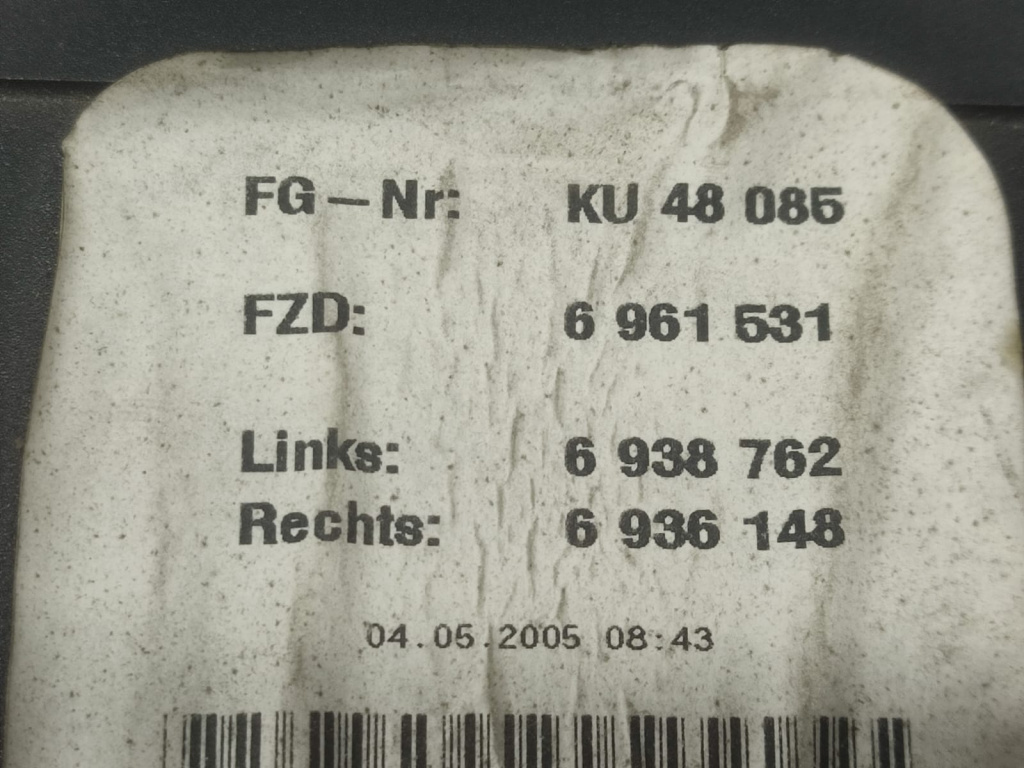 FG – Nr: KU 48 085
FZD: 6 961 531
Links: 6 938 762
Rechts: 6 936 148
04.05.2005 08:43